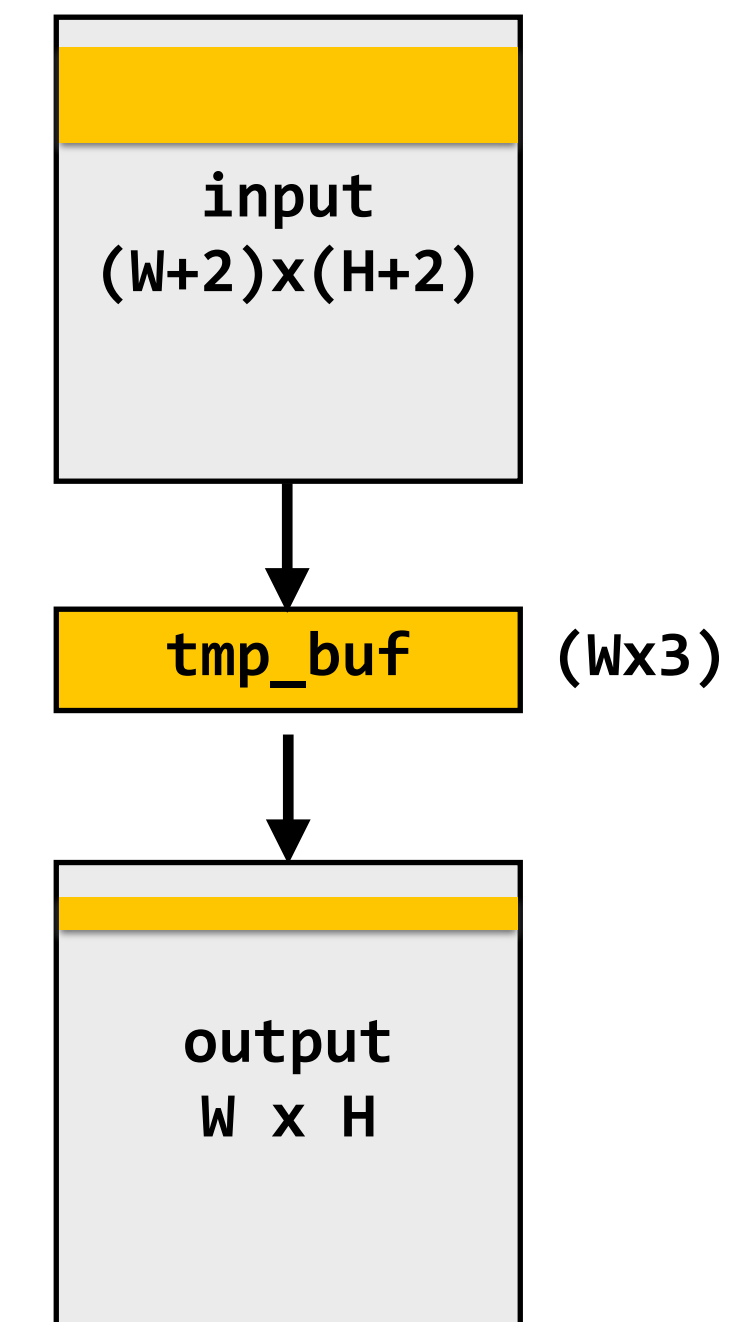 input
(W+2)x(H+2)
tmp_buf
(Wx3)
output
W x H